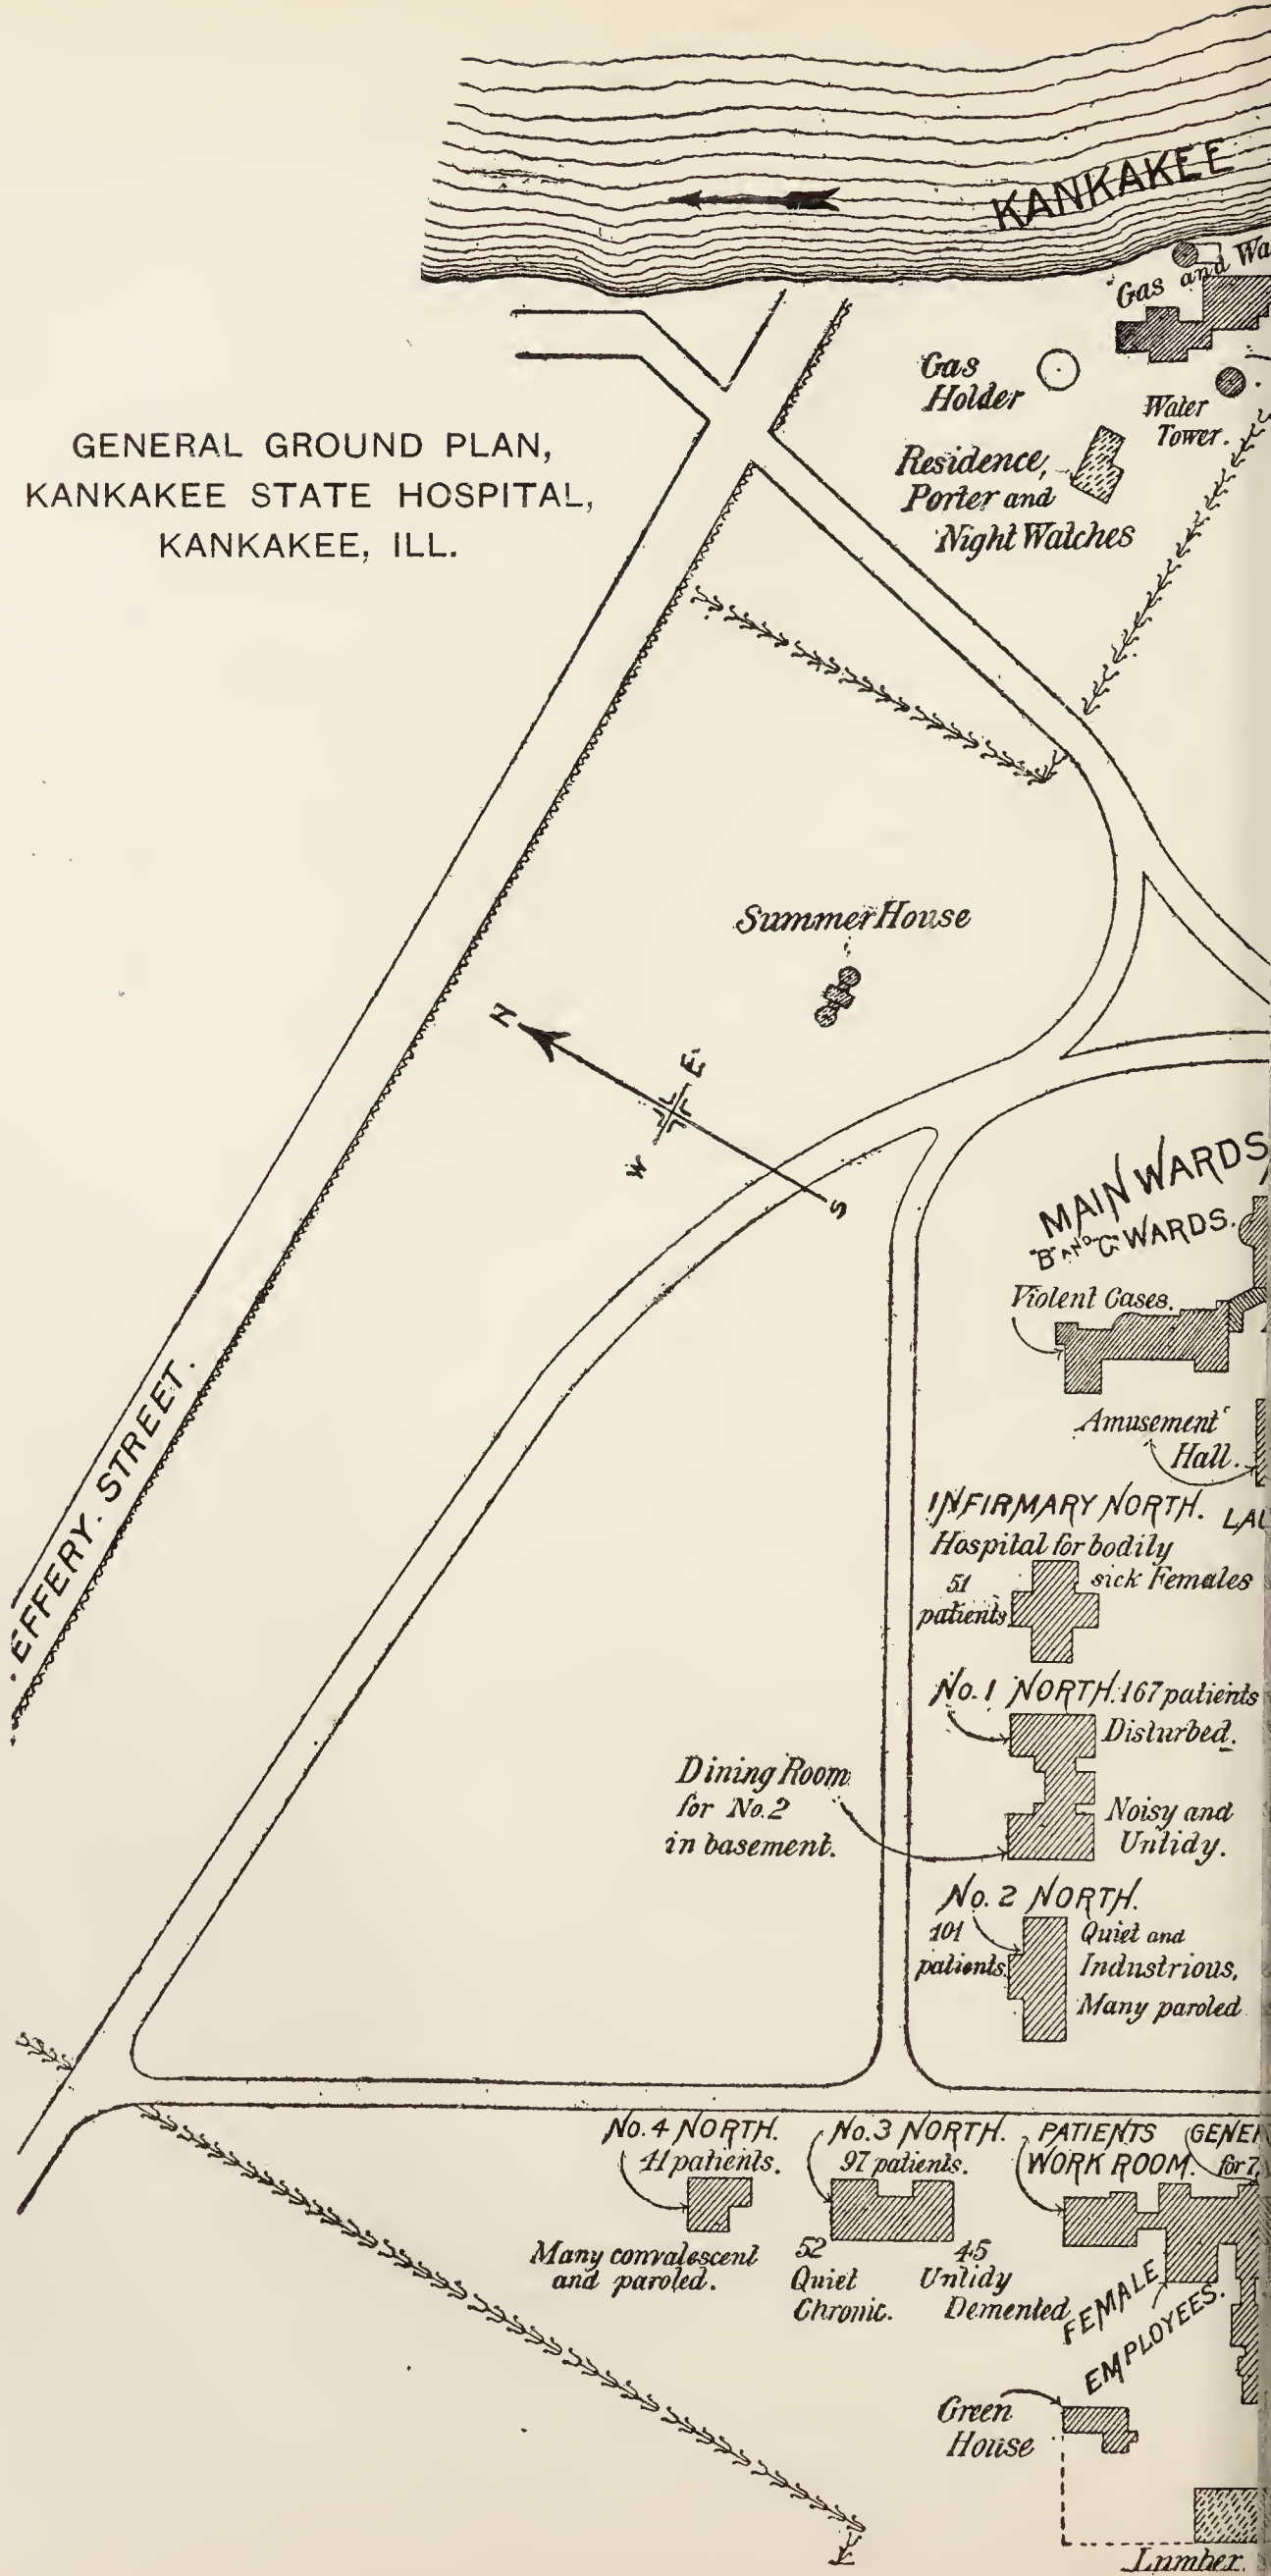 KANKAKEE
Gas and Wa
GENERAL GROUND PLAN,
KANKAKEE STATE HOSPITAL,
KANKAKEE, ILL.
Gas
Holder
Water
Tower.
Residence,
Porter and
Night Watches
Summer House
N
E.
W
S
MAIN WARDS
"B" AND "C" WARDS.
Violent Cases.
Amusement
Hall.
EFFERY. STREET.
INFIRMARY NORTH.
LAU
Hospital for bodily
sick Females
51
patients
No. 1 NORTH. 167 patients
Disturbed.
Dining Room
for No. 2
in basement.
Noisy and
Untidy.
No. 2 NORTH.
101
patients
Quiet and
Industrious,
Many paroled
No. 4 NORTH.
41 patients.
Many convalescent
and paroled.
No. 3 NORTH.
97 patients.
52
Quiet
Chronic.
45
Untidy
Demented
PATIENTS
WORK ROOM.
GENER
for 7
FEMALE
EMPLOYEES.
Green
House
Lumber